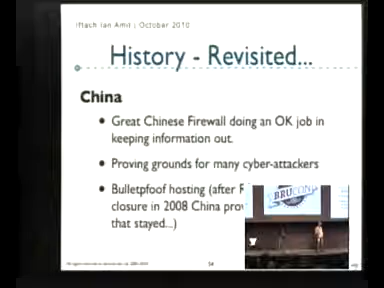 Iftach Ian Amit | October 2010
History - Revisited...
China
• Great Chinese Firewall doing an OK job in
keeping information out.
• Proving grounds for many cyber-attackers
• Bulletpfoof hosting (after
closure in 2008 China
that stayed...)
54
BRUCON